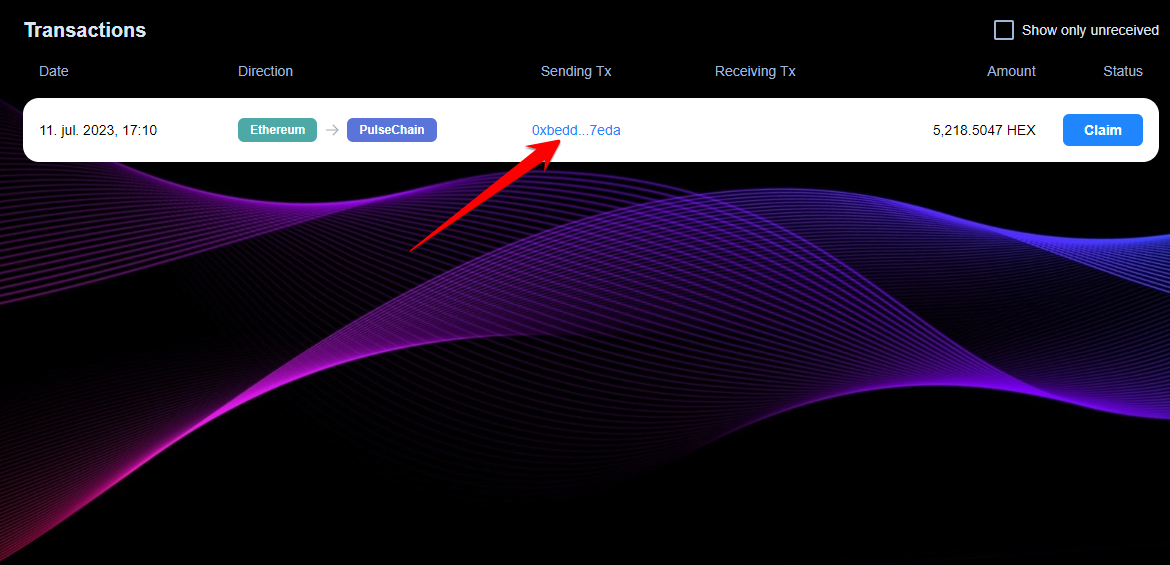 Transactions
Show only unreceived
Date Direction Sending Tx Receiving Tx Amount Status
11. jul. 2023, 17:10 Ethereum → PulseChain 0xbedd...7eda 5,218.5047 HEX Claim